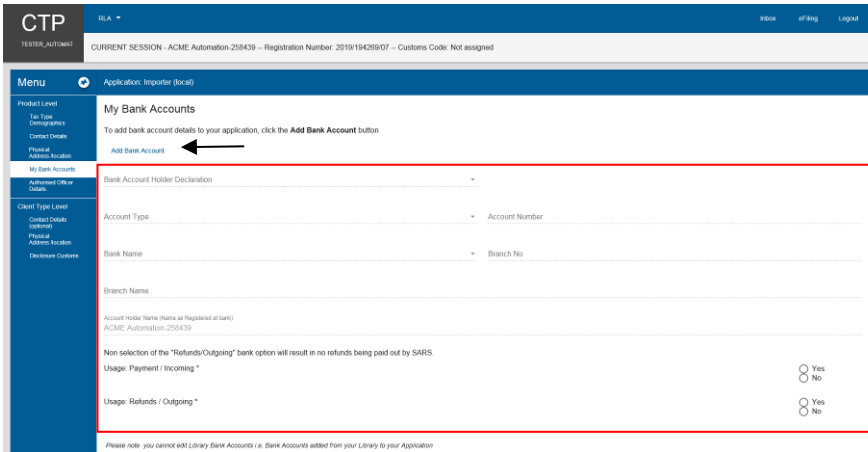 CTP
RLA
Inbox eFiling Logout
TESTER_AUTOMAT
CURRENT SESSION - ACME Automation-258439 -- Registration Number: 2019/194269/07 -- Customs Code: Not assigned
Menu
Application: Importer (local)
Product Level
Tax Type
Demographics
Contact Details
Physical
Address /location
My Bank Accounts
Authorised Officer
Details
Client Type Level
Contact Details
(optional)
Physical
Address /location
Disclosure Customs
My Bank Accounts
To add bank account details to your application, click the Add Bank Account button
Add Bank Account
Bank Account Holder Declaration
Account Type Account Number
Bank Name Branch No
Branch Name
Account Holder Name (Name as Registered at bank)
ACME Automation-258439
Non selection of the "Refunds/Outgoing" bank option will result in no refunds being paid out by SARS.
Usage: Payment / Incoming *
Yes
No
Usage: Refunds / Outgoing *
Yes
No
Please note you cannot edit Library Bank Accounts i.e. Bank Accounts added from your Library to your Application